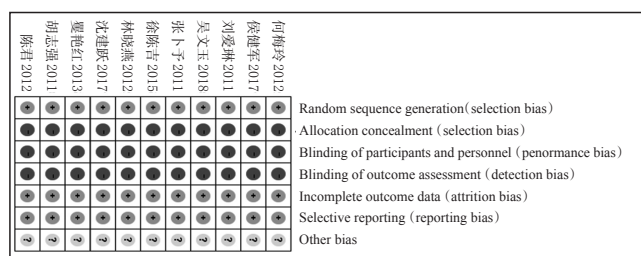 陈君2012
胡志强2011
瞿艳红2013
沈建跃2017
林晓燕2012
徐陈吉2015
张卜予2011
吴文玉2018
刘爱琳2011
侯健军2017
何梅玲2012
+ + + + + + + + + + + Random sequence generation(selection bias)
- - - - - - - - - - - Allocation concealment (selection bias)
- - - - - - - - - - - Blinding of participants and personnel (penormance bias)
- - - - - - - - - - - Blinding of outcome assessment (detection bias)
+ + + + + + + + + + + Incomplete outcome data (attrition bias)
+ + + + + + + + + + + Selective reporting (reporting bias)
? ? ? ? ? ? ? ? ? ? ? Other bias